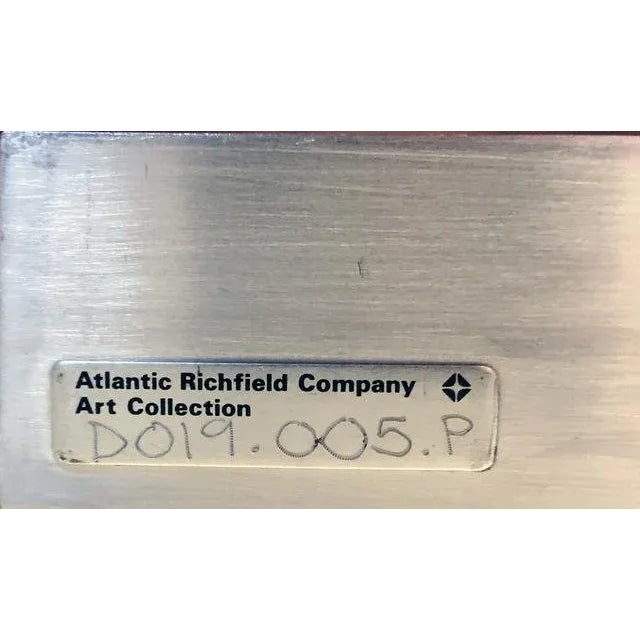 Atlantic Richfield Company
Art Collection
D019.005.P